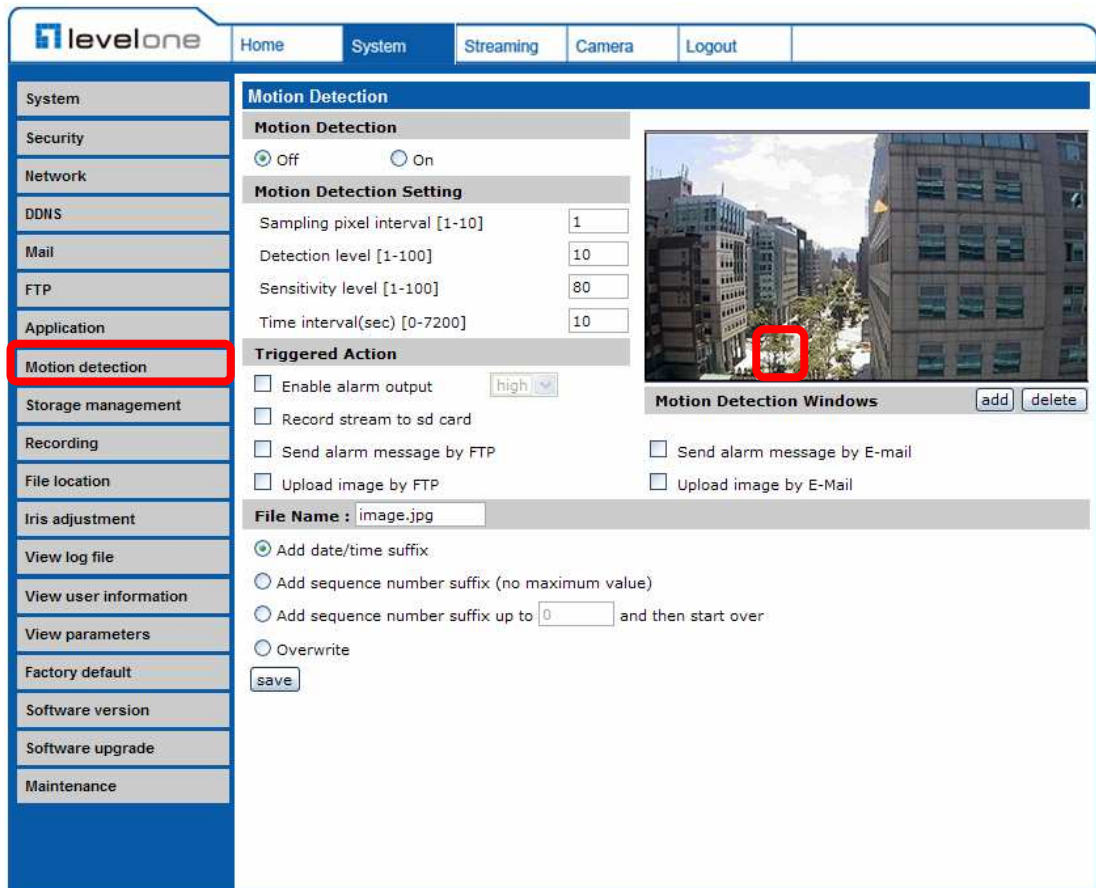 levelone
Home
System
Streaming
Camera
Logout
System
Security
Network
DDNS
Mail
FTP
Application
Motion detection
Storage management
Recording
File location
Iris adjustment
View log file
View user information
View parameters
Factory default
Software version
Software upgrade
Maintenance
Motion Detection
Motion Detection
Off On
Motion Detection Setting
Sampling pixel interval [1-10] 1
Detection level [1-100] 10
Sensitivity level [1-100] 80
Time interval(sec) [0-7200] 10
Triggered Action
Enable alarm output high
Record stream to sd card
Motion Detection Windows add delete
Send alarm message by FTP
Send alarm message by E-mail
Upload image by FTP
Upload image by E-Mail
File Name : image.jpg
Add date/time suffix
Add sequence number suffix (no maximum value)
Add sequence number suffix up to 0 and then start over
Overwrite
save